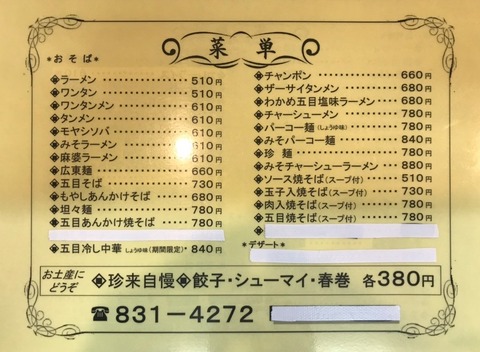 菜単
*おそば*
ラーメン 510円
ワンタン 510円
ワンタンメン 610円
タンメン 610円
モヤシソバ 610円
みそラーメン 610円
麻婆ラーメン 610円
広東麺 660円
五目そば 730円
もやしあんかけそば 680円
坦々麺 780円
五目あんかけ焼そば 780円
五目冷し中華 しょうゆ味(期間限定)* 840円
チャンポン 660円
ザーサイタンメン 680円
わかめ五目塩味ラーメン 680円
チャーシューメン 780円
パーコー麺(しょうゆ味) 780円
みそパーコー麺 880円
珍麺 780円
みそチャーシューラーメン 880円
ソース焼そば(スープ付) 510円
玉子入焼そば(スープ付) 730円
肉入焼そば(スープ付) 780円
五目焼そば(スープ付) 780円
*デザート*
お土産にどうぞ 珍来自慢 餃子・シューマイ・春巻 各380円
☎831-4272